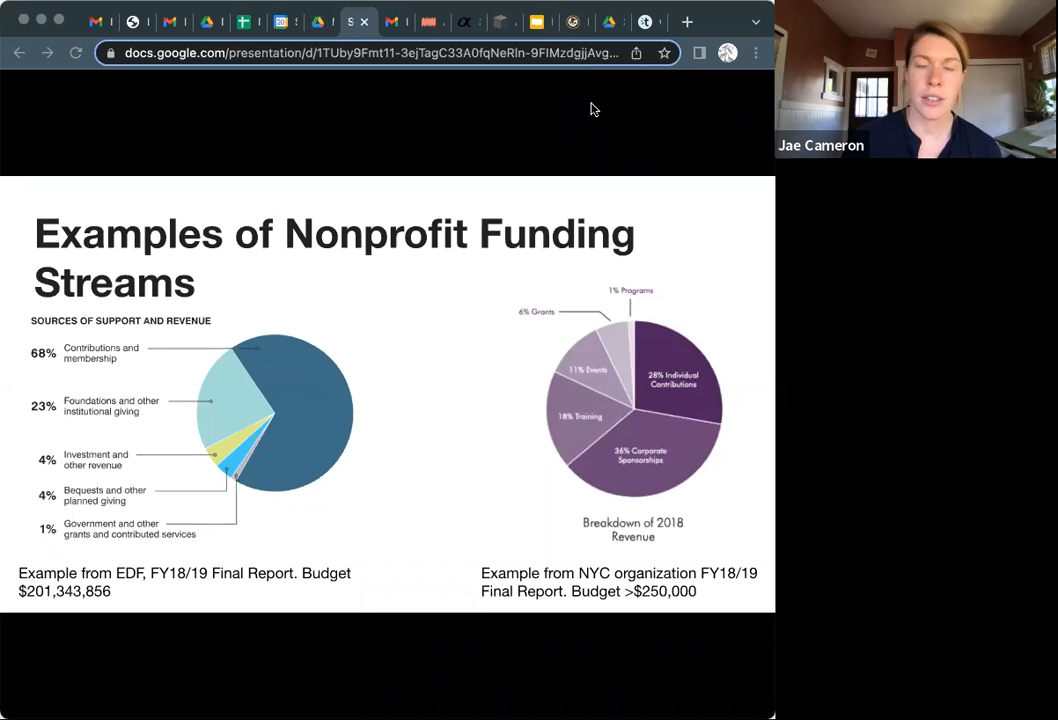 docs.google.com/presentation/d/1TUby9Fmt11-3ejTagC33A0fqNeRln-9FIMzdgjjAvg...
Jae Cameron
Examples of Nonprofit Funding
Streams
SOURCES OF SUPPORT AND REVENUE
68% Contributions and
membership
23% Foundations and other
institutional giving
4% Investment and
other revenue
4% Bequests and other
planned giving
1% Government and other
grants and contributed services
1% Programs
6% Grants
11% Events
28% Individual
Contributions
18% Training
36% Corporate
Sponsorships
Breakdown of 2018
Revenue
Example from EDF, FY18/19 Final Report. Budget
$201,343,856
Example from NYC organization FY18/19
Final Report. Budget >$250,000